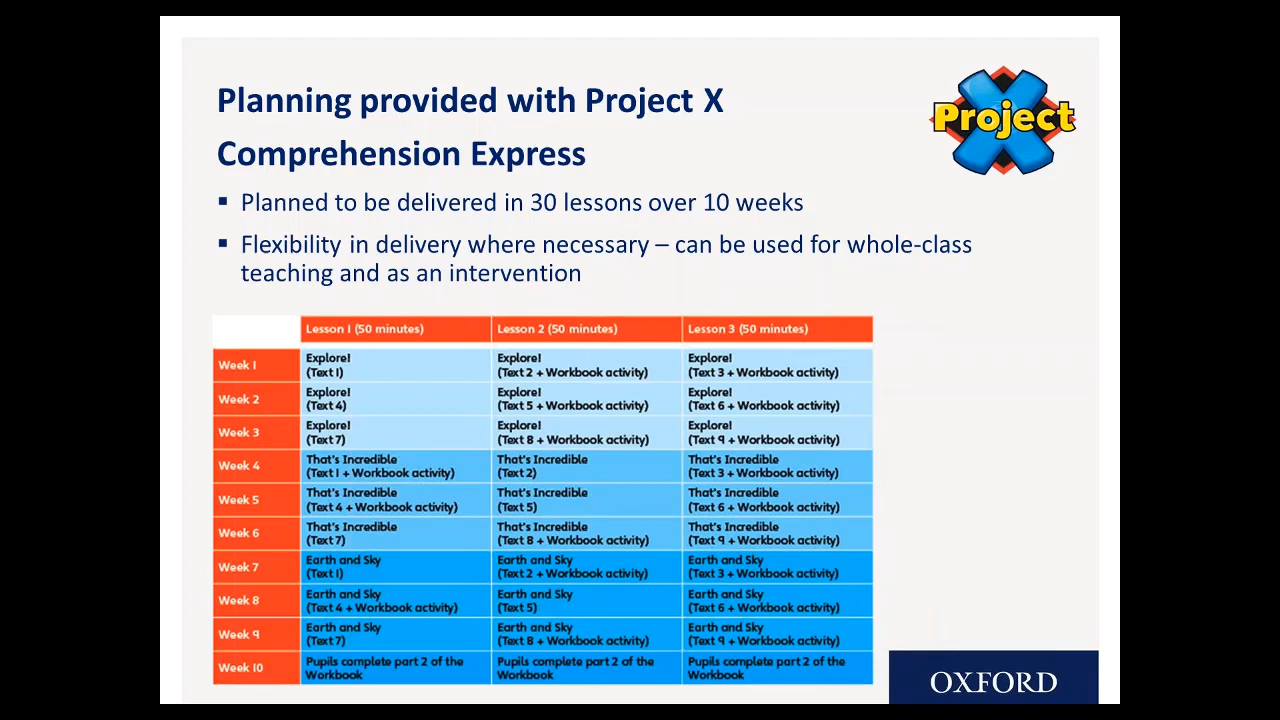 Planning provided with Project X
Comprehension Express
Project
X
▪ Planned to be delivered in 30 lessons over 10 weeks
▪ Flexibility in delivery where necessary – can be used for whole-class
teaching and as an intervention
Lesson 1 (50 minutes) Lesson 2 (50 minutes) Lesson 3 (50 minutes)
Week 1 Explore! Explore! Explore!
(Text 1) (Text 2 + Workbook activity) (Text 3 + Workbook activity)
Week 2 Explore! Explore! Explore!
(Text 4) (Text 5 + Workbook activity) (Text 6 + Workbook activity)
Week 3 Explore! Explore! Explore!
(Text 7) (Text 8 + Workbook activity) (Text 9 + Workbook activity)
Week 4 That's Incredible That's Incredible That's Incredible
(Text 1 + Workbook activity) (Text 2) (Text 3 + Workbook activity)
Week 5 That's Incredible That's Incredible That's Incredible
(Text 4 + Workbook activity) (Text 5) (Text 6 + Workbook activity)
Week 6 That's Incredible That's Incredible That's Incredible
(Text 7) (Text 8 + Workbook activity) (Text 9 + Workbook activity)
Week 7 Earth and Sky Earth and Sky Earth and Sky
(Text 1) (Text 2 + Workbook activity) (Text 3 + Workbook activity)
Week 8 Earth and Sky Earth and Sky Earth and Sky
(Text 4 + Workbook activity) (Text 5) (Text 6 + Workbook activity)
Week 9 Earth and Sky Earth and Sky Earth and Sky
(Text 7) (Text 8 + Workbook activity) (Text 9 + Workbook activity)
Week 10 Pupils complete part 2 of the Pupils complete part 2 of the Pupils complete part 2 of the
Workbook Workbook Workbook
OXFORD